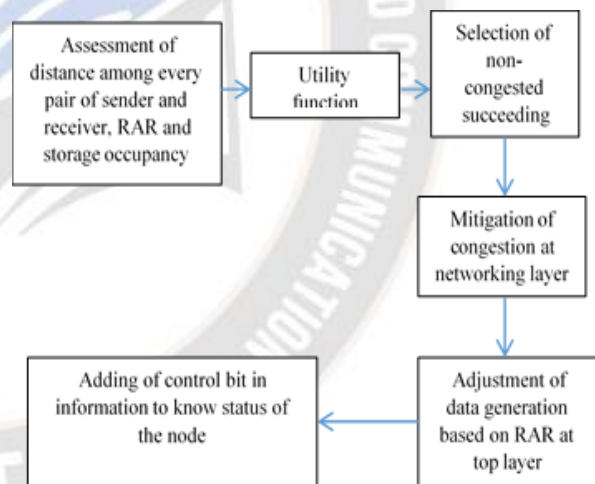 Assessment of
distance among every
pair of sender and
receiver, RAR and
storage occupancy
Utility
function
Selection of
non-
congested
succeeding
Mitigation of
congestion at
networking layer
Adjustment of
data generation
based on RAR at
top layer
Adding of control bit in
information to know status of
the node
D COMMUNICATION